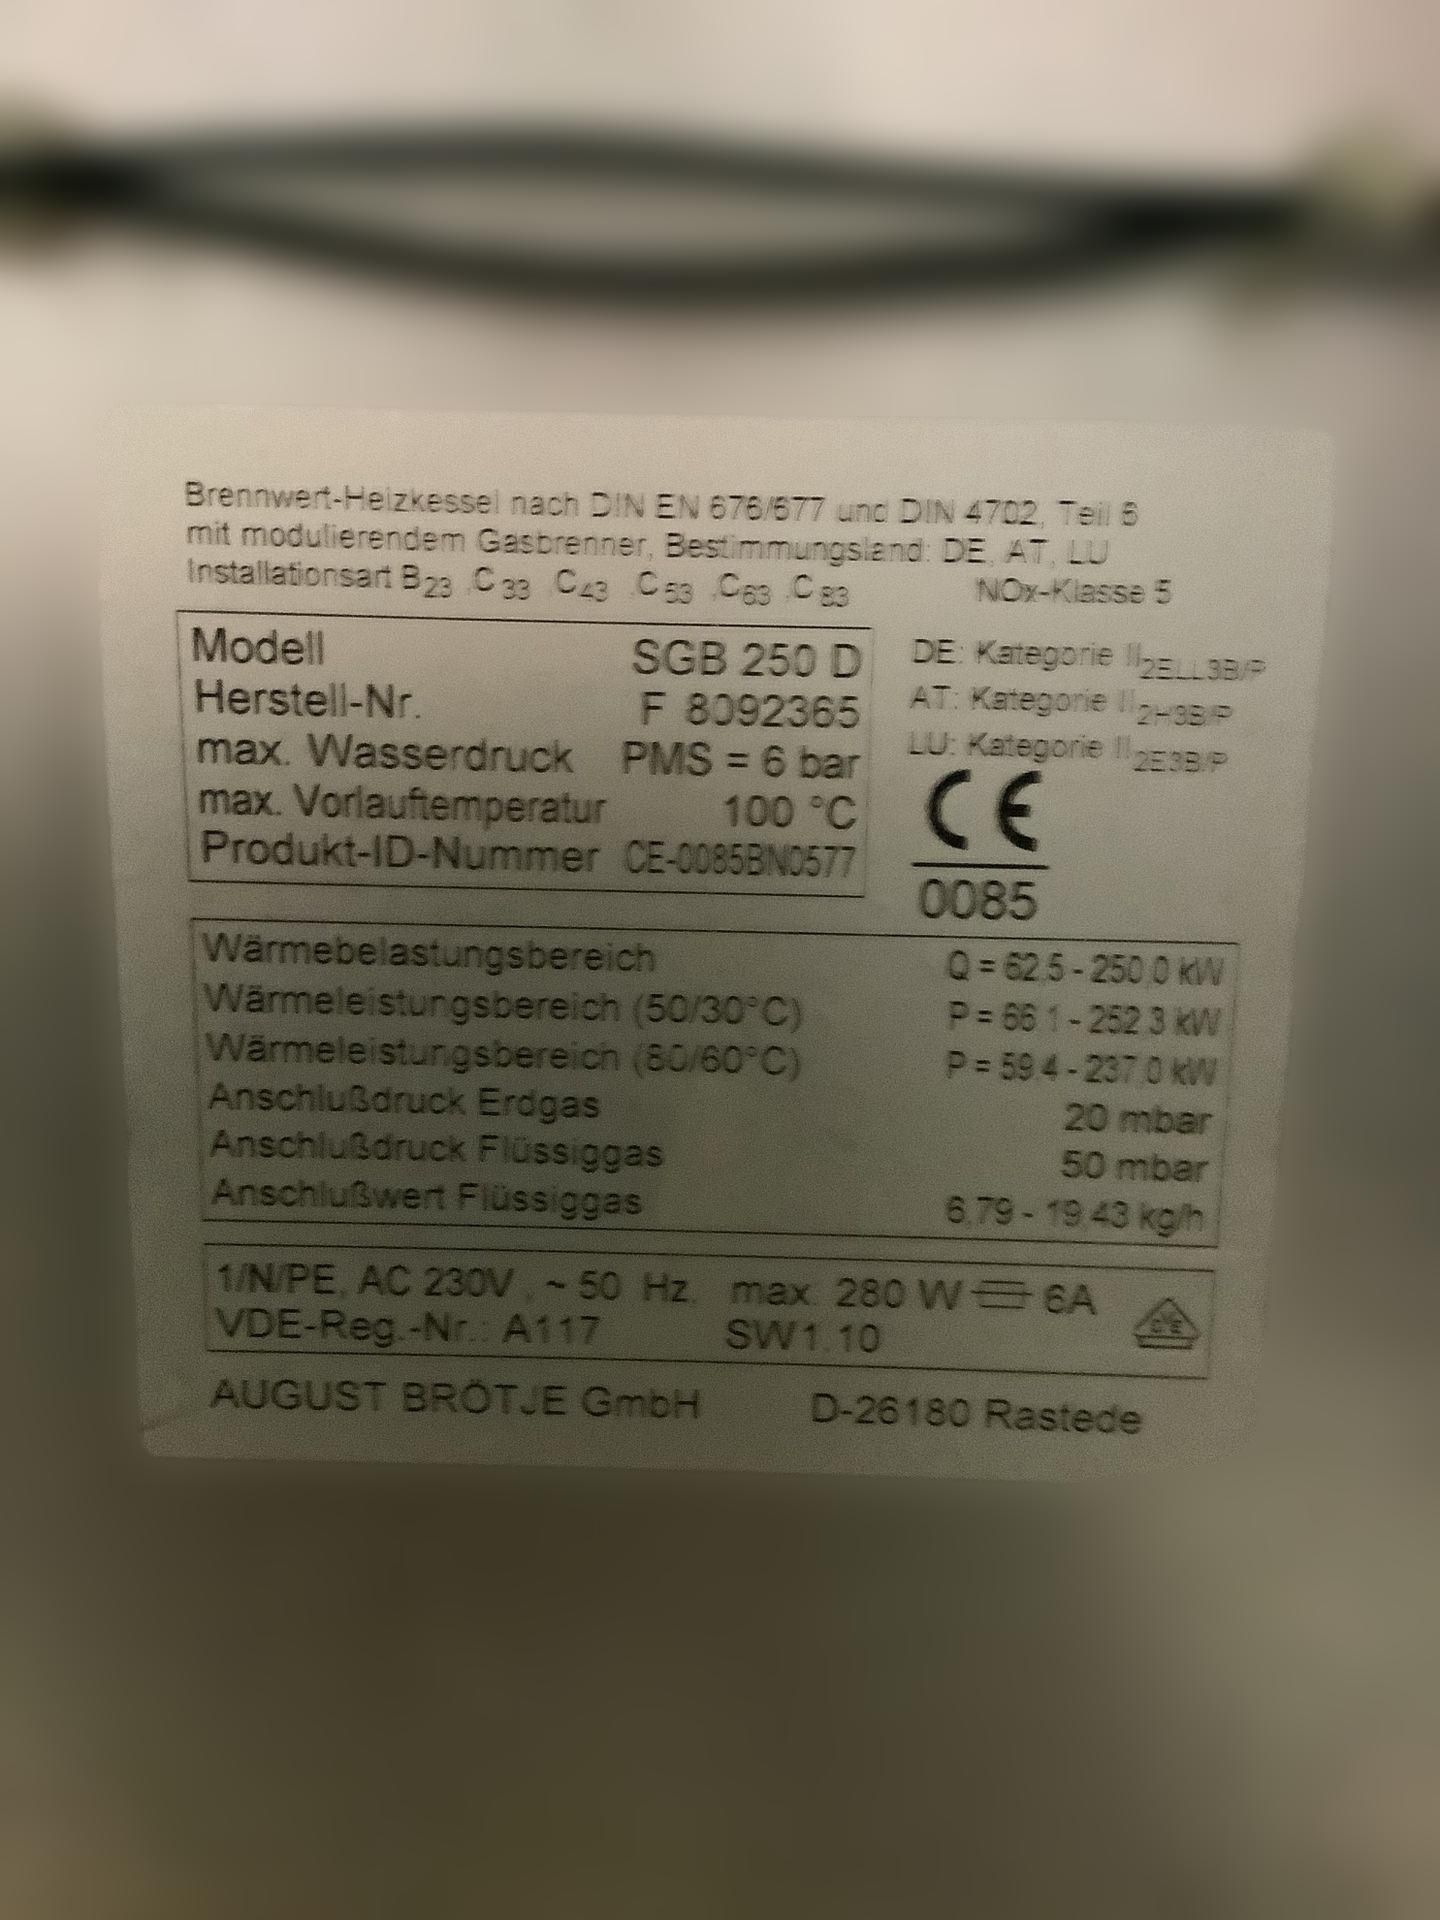 Brennwert-Heizkessel nach DIN EN 676/677 und DIN 4702, Teil 6
mit modulierendem Gasbrenner, Bestimmungsland: DE, AT, LU
Installationsart B23 ,C33 ,C43 ,C53 ,C63 ,C83 NOx-Klasse 5
Modell SGB 250 D
Herstell-Nr. F 8092365
max. Wasserdruck PMS = 6 bar
max. Vorlauftemperatur 100 °C
Produkt-ID-Nummer CE-0085BN0577
DE: Kategorie II2ELL3B/P
AT: Kategorie II2H3B/P
LU: Kategorie II2E3B/P
CE
0085
Wärmebelastungsbereich Q = 62,5 - 250,0 kW
Wärmeleistungsbereich (50/30°C) P = 66,1 - 252,3 kW
Wärmeleistungsbereich (80/60°C) P = 59,4 - 237,0 kW
Anschlußdruck Erdgas 20 mbar
Anschlußdruck Flüssiggas 50 mbar
Anschlußwert Flüssiggas 6,79 - 19,43 kg/h
1/N/PE, AC 230V , ~ 50 Hz, max. 280 W 6A
VDE-Reg.-Nr.: A117 SW1.10
AUGUST BRÖTJE GmbH D-26180 Rastede